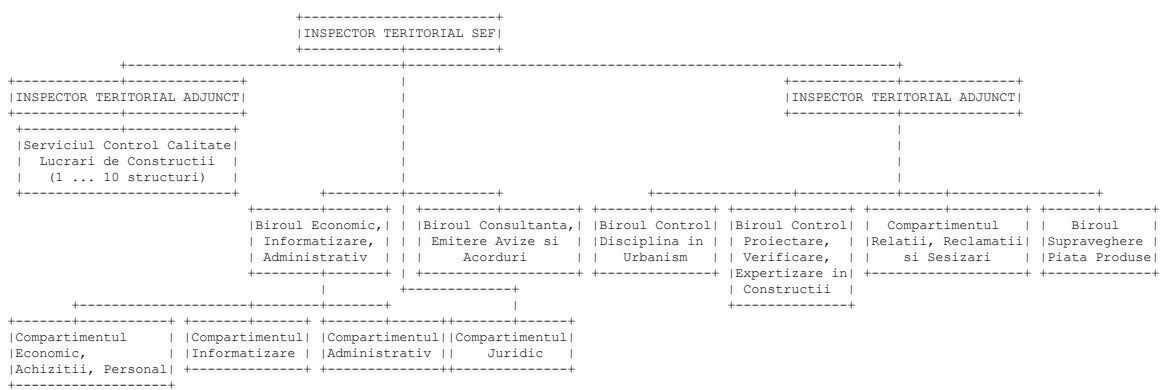 INSPECTOR TERITORIAL SEF
INSPECTOR TERITORIAL ADJUNCT
INSPECTOR TERITORIAL ADJUNCT
Serviciul Control Calitate
Lucrari de Constructii
(1 ... 10 structuri)
Biroul Economic,
Informatizare,
Administrativ
Biroul Consultanta,
Emitere Avize si
Acorduri
Biroul Control
Disciplina in
Urbanism
Biroul Control
Proiectare,
Verificare,
Expertizare in
Constructii
Compartimentul
Relatii, Reclamatii
si Sesizari
Biroul
Supraveghere
Piata Produse
Compartimentul
Economic,
Achizitii, Personal
Compartimentul
Informatizare
Compartimentul
Administrativ
Compartimentul
Juridic